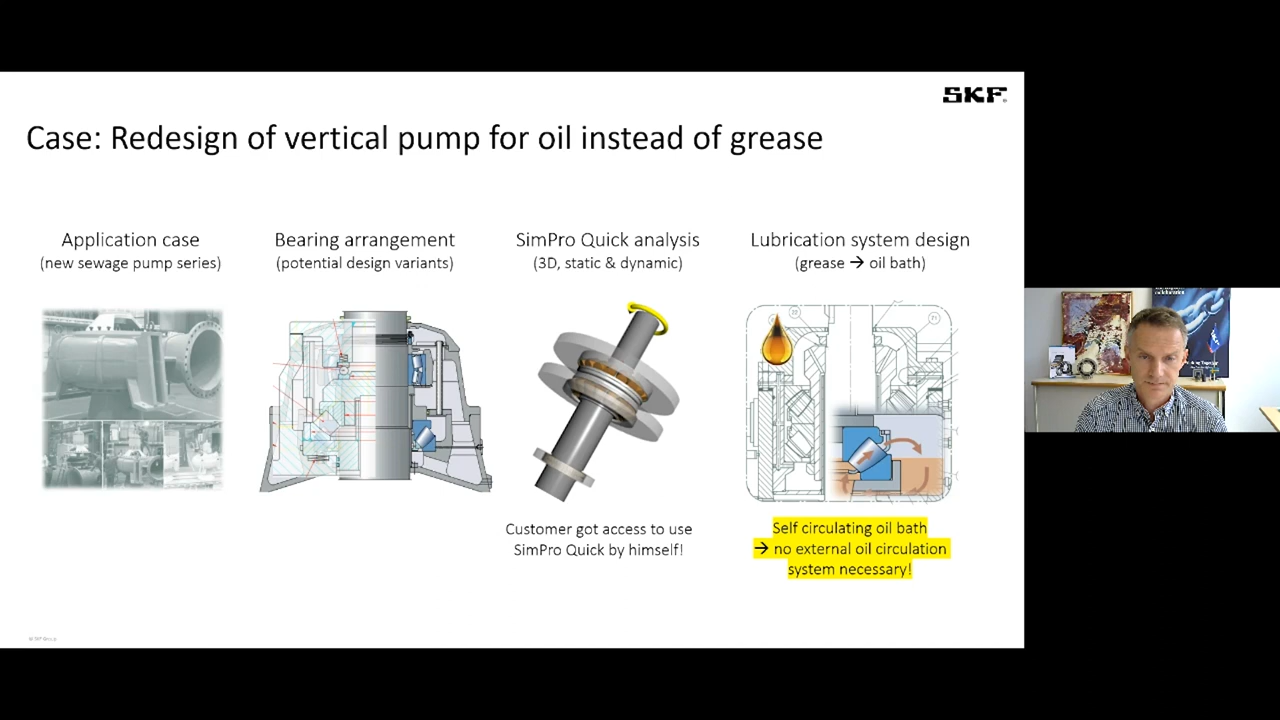 SKF
Case: Redesign of vertical pump for oil instead of grease
Application case
(new sewage pump series)
Bearing arrangement
(potential design variants)
SimPro Quick analysis
(3D, static & dynamic)
Lubrication system design
(grease → oil bath)
Customer got access to use
SimPro Quick by himself!
Self circulating oil bath
→ no external oil circulation
system necessary!
© SKF Group